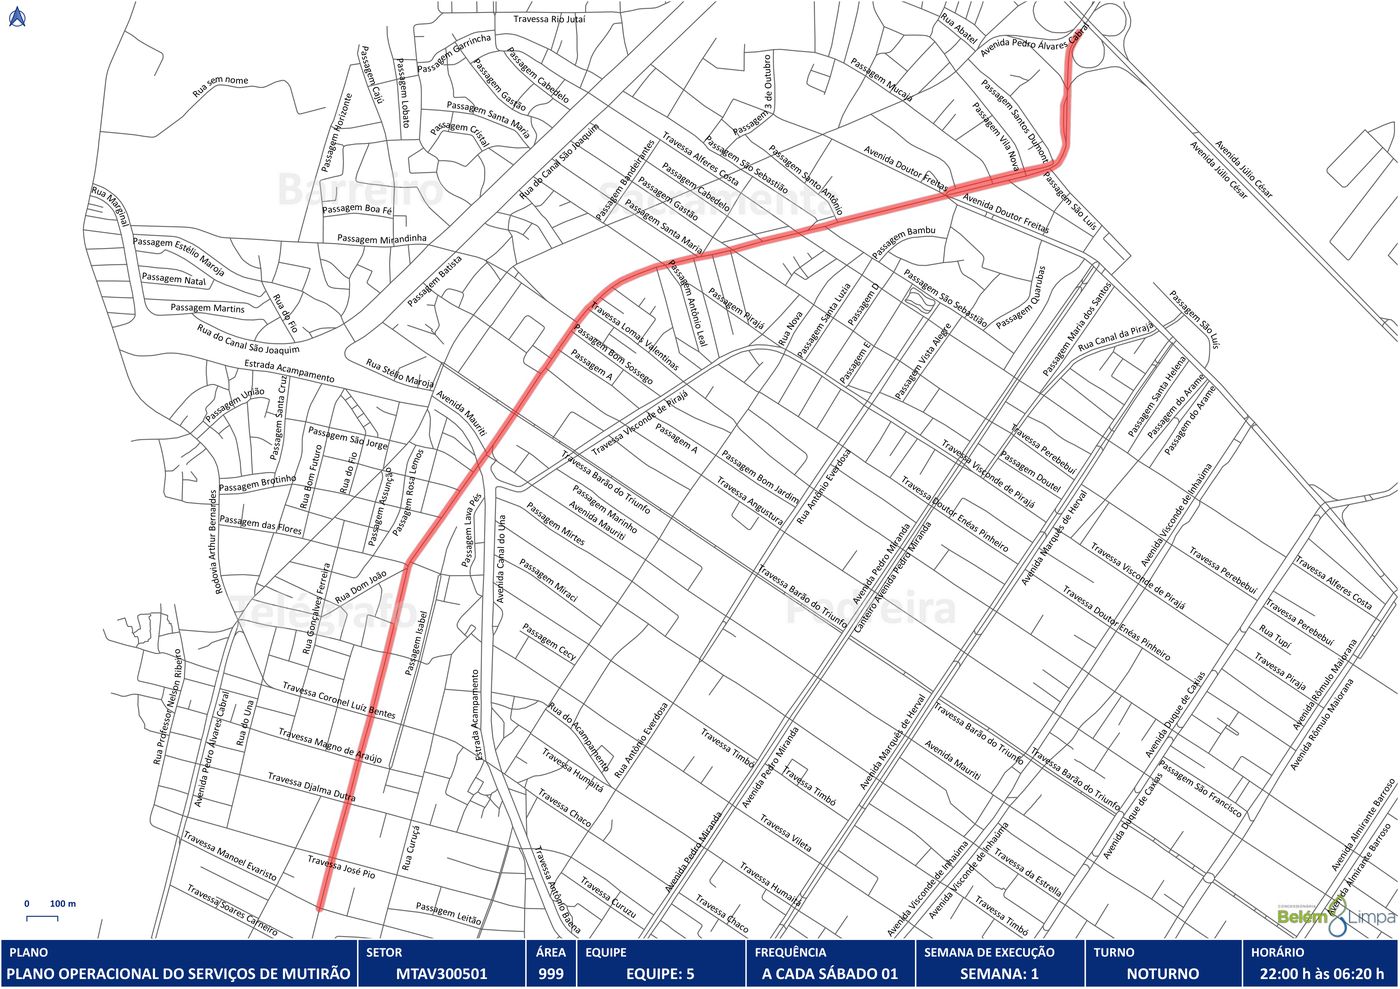 Travessa Rio Jutaí
Rua Abatel
Avenida Pedro Álvares Cabral
Passagem Garrincha
Passagem Cajú
Passagem Lobato
Passagem Gastão
Passagem Cabedelo
Rua sem nome
Passagem Mucajá
Passagem 3 de Outubro
Passagem Horizonte
Passagem Santa Maria
Passagem Cristal
Rua do Canal São Joaquim
Passagem Santos Dumont
Passagem Vila Nova
Travessa Alferes Costa
Passagem São Sebastião
Passagem Santo Antônio
Avenida Doutor Freitas
Avenida Júlio César
Avenida Júlio César
Passagem Bandeirantes
Passagem Cabedelo
Passagem Gastão
Passagem Santa Maria
Barreiro
Sacramenta
Rua Marginal
Passagem Boa Fé
Passagem São Luis
Avenida Doutor Freitas
Passagem Mirandinha
Passagem Bambu
Passagem Estélio Maroja
Passagem Natal
Passagem Martins
Passagem Batista
Rua do Fio
Rua do Canal São Joaquim
Passagem Antônio Leal
Passagem Pirajá
Rua Nova
Passagem Santa Luzia
Passagem D
Passagem São Sebastião
Passagem Quarubas
Passagem Maria dos Santos
Passagem São Luís
Rua Canal da Pirajá
Passagem E
Passagem Vista Alegre
Travessa Lomas Valentinas
Passagem Bom Sossego
Passagem A
Estrada Acampamento
Rua Stélio Maroja
Avenida Mauriti
Passagem Santa Helena
Passagem do Arame
Passagem do Arame
Passagem União
Passagem Santa Cruz
Travessa Visconde de Pirajá
Passagem São Jorge
Passagem A
Travessa Perebebuí
Travessa Visconde de Pirajá
Passagem Doutel
Passagem Brotinho
Rua Bom Futuro
Rua do Fio
Passagem Assunção
Passagem Rosa Lemos
Travessa Barão do Triunfo
Passagem Marinho
Avenida Mauriti
Passagem Bom Jardim
Travessa Angustura
Rua Antônio Everdosa
Travessa Doutor Enéas Pinheiro
Avenida Marquês de Herval
Avenida Visconde de Inhaúma
Passagem das Flores
Rodovia Arthur Bernardes
Passagem Lava Pés
Avenida Canal do Una
Passagem Mirtes
Avenida Pedro Miranda
Canteiro Avenida Pedro Miranda
Travessa Visconde de Pirajá
Travessa Perebebuí
Travessa Alferes Costa
Passagem Miraci
Travessa Barão do Triunfo
Travessa Doutor Enéas Pinheiro
Travessa Perebebuí
Rua Tupí
Travessa Piraja
Rua Dom João
Rua Gonçalves Ferreira
Telégrafo
Pedreira
Passagem Isabel
Passagem Cecy
Avenida Rômulo Maiorana
Avenida Rômulo Maiorana
Rua Professor Nelson Ribeiro
Avenida Pedro Álvares Cabral
Rua do Una
Travessa Coronel Luíz Bentes
Travessa Magno de Araújo
Estrada Acampamento
Rua do Acampamento
Rua Antônio Everdosa
Travessa Timbó
Avenida Pedro Miranda
Avenida Marquês de Herval
Travessa Barão do Triunfo
Avenida Mauriti
Avenida Duque de Caxias
Travessa Barão do Triunfo
Passagem São Francisco
Travessa Djalma Dutra
Travessa Humaitá
Travessa Chaco
Travessa Timbó
Travessa Vileta
Avenida Duque de Caxias
Travessa Manoel Evaristo
Travessa José Pio
Rua Curuçá
Travessa Antônio Baena
Travessa Curuzu
Avenida Pedro Miranda
Travessa Humaitá
Travessa Chaco
Avenida Visconde de Inhaúma
Avenida Visconde de Inhaúma
Travessa da Estrella
Travessa Timbó
Avenida Almirante Barroso
Avenida Almirante Barroso
Avenida Almirante Barroso
Travessa Soares Carneiro
Passagem Leitão
0 100 m
CONCESSIONÁRIA
Belém Limpa
PLANO
PLANO OPERACIONAL DO SERVIÇOS DE MUTIRÃO
SETOR
MTAV300501
ÁREA
999
EQUIPE
EQUIPE: 5
FREQUÊNCIA
A CADA SÁBADO 01
SEMANA DE EXECUÇÃO
SEMANA: 1
TURNO
NOTURNO
HORÁRIO
22:00 h às 06:20 h